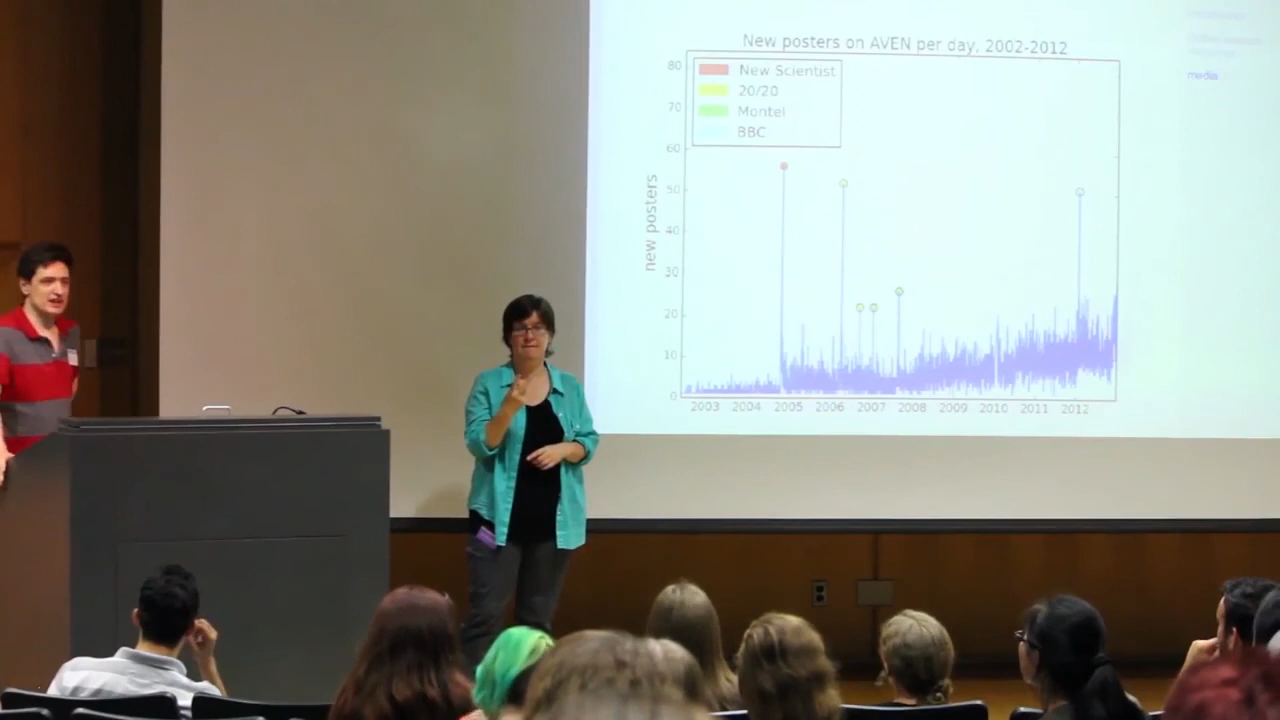 New posters on AVEN per day, 2002-2012
New Scientist
20/20
Montel
BBC
media
new posters
80
70
60
50
40
30
20
10
0
2003 2004 2005 2006 2007 2008 2009 2010 2011 2012